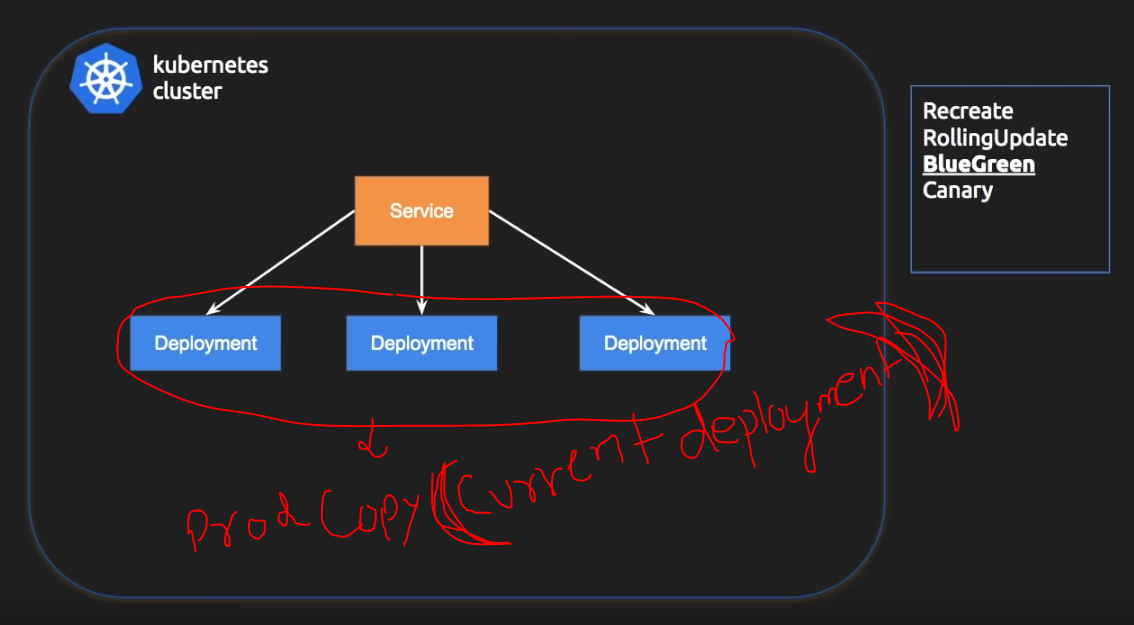 kubernetes
cluster
Recreate
RollingUpdate
BlueGreen
Canary
Service
Deployment Deployment Deployment
Prod Copy (Current deployment)